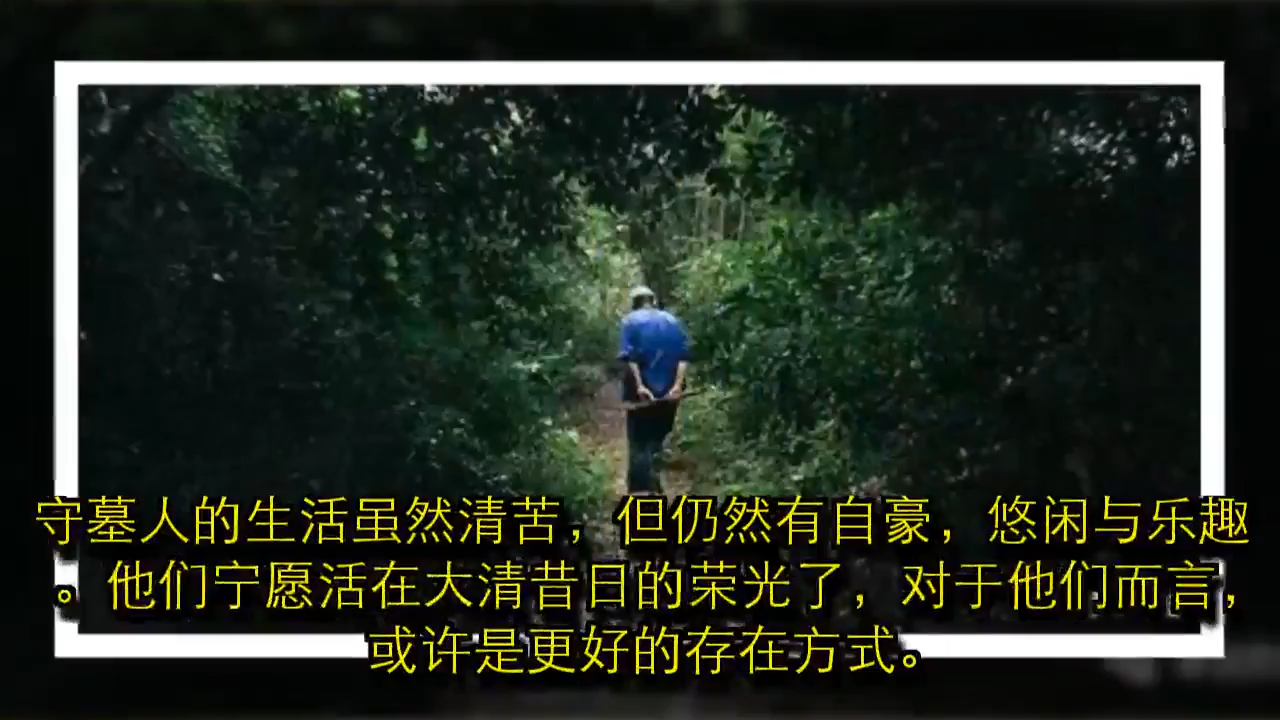 守墓人的生活虽然清苦，但仍然有自豪，悠闲与乐趣
。他们宁愿活在大清昔日的荣光了，对于他们而言，
或许是更好的存在方式。